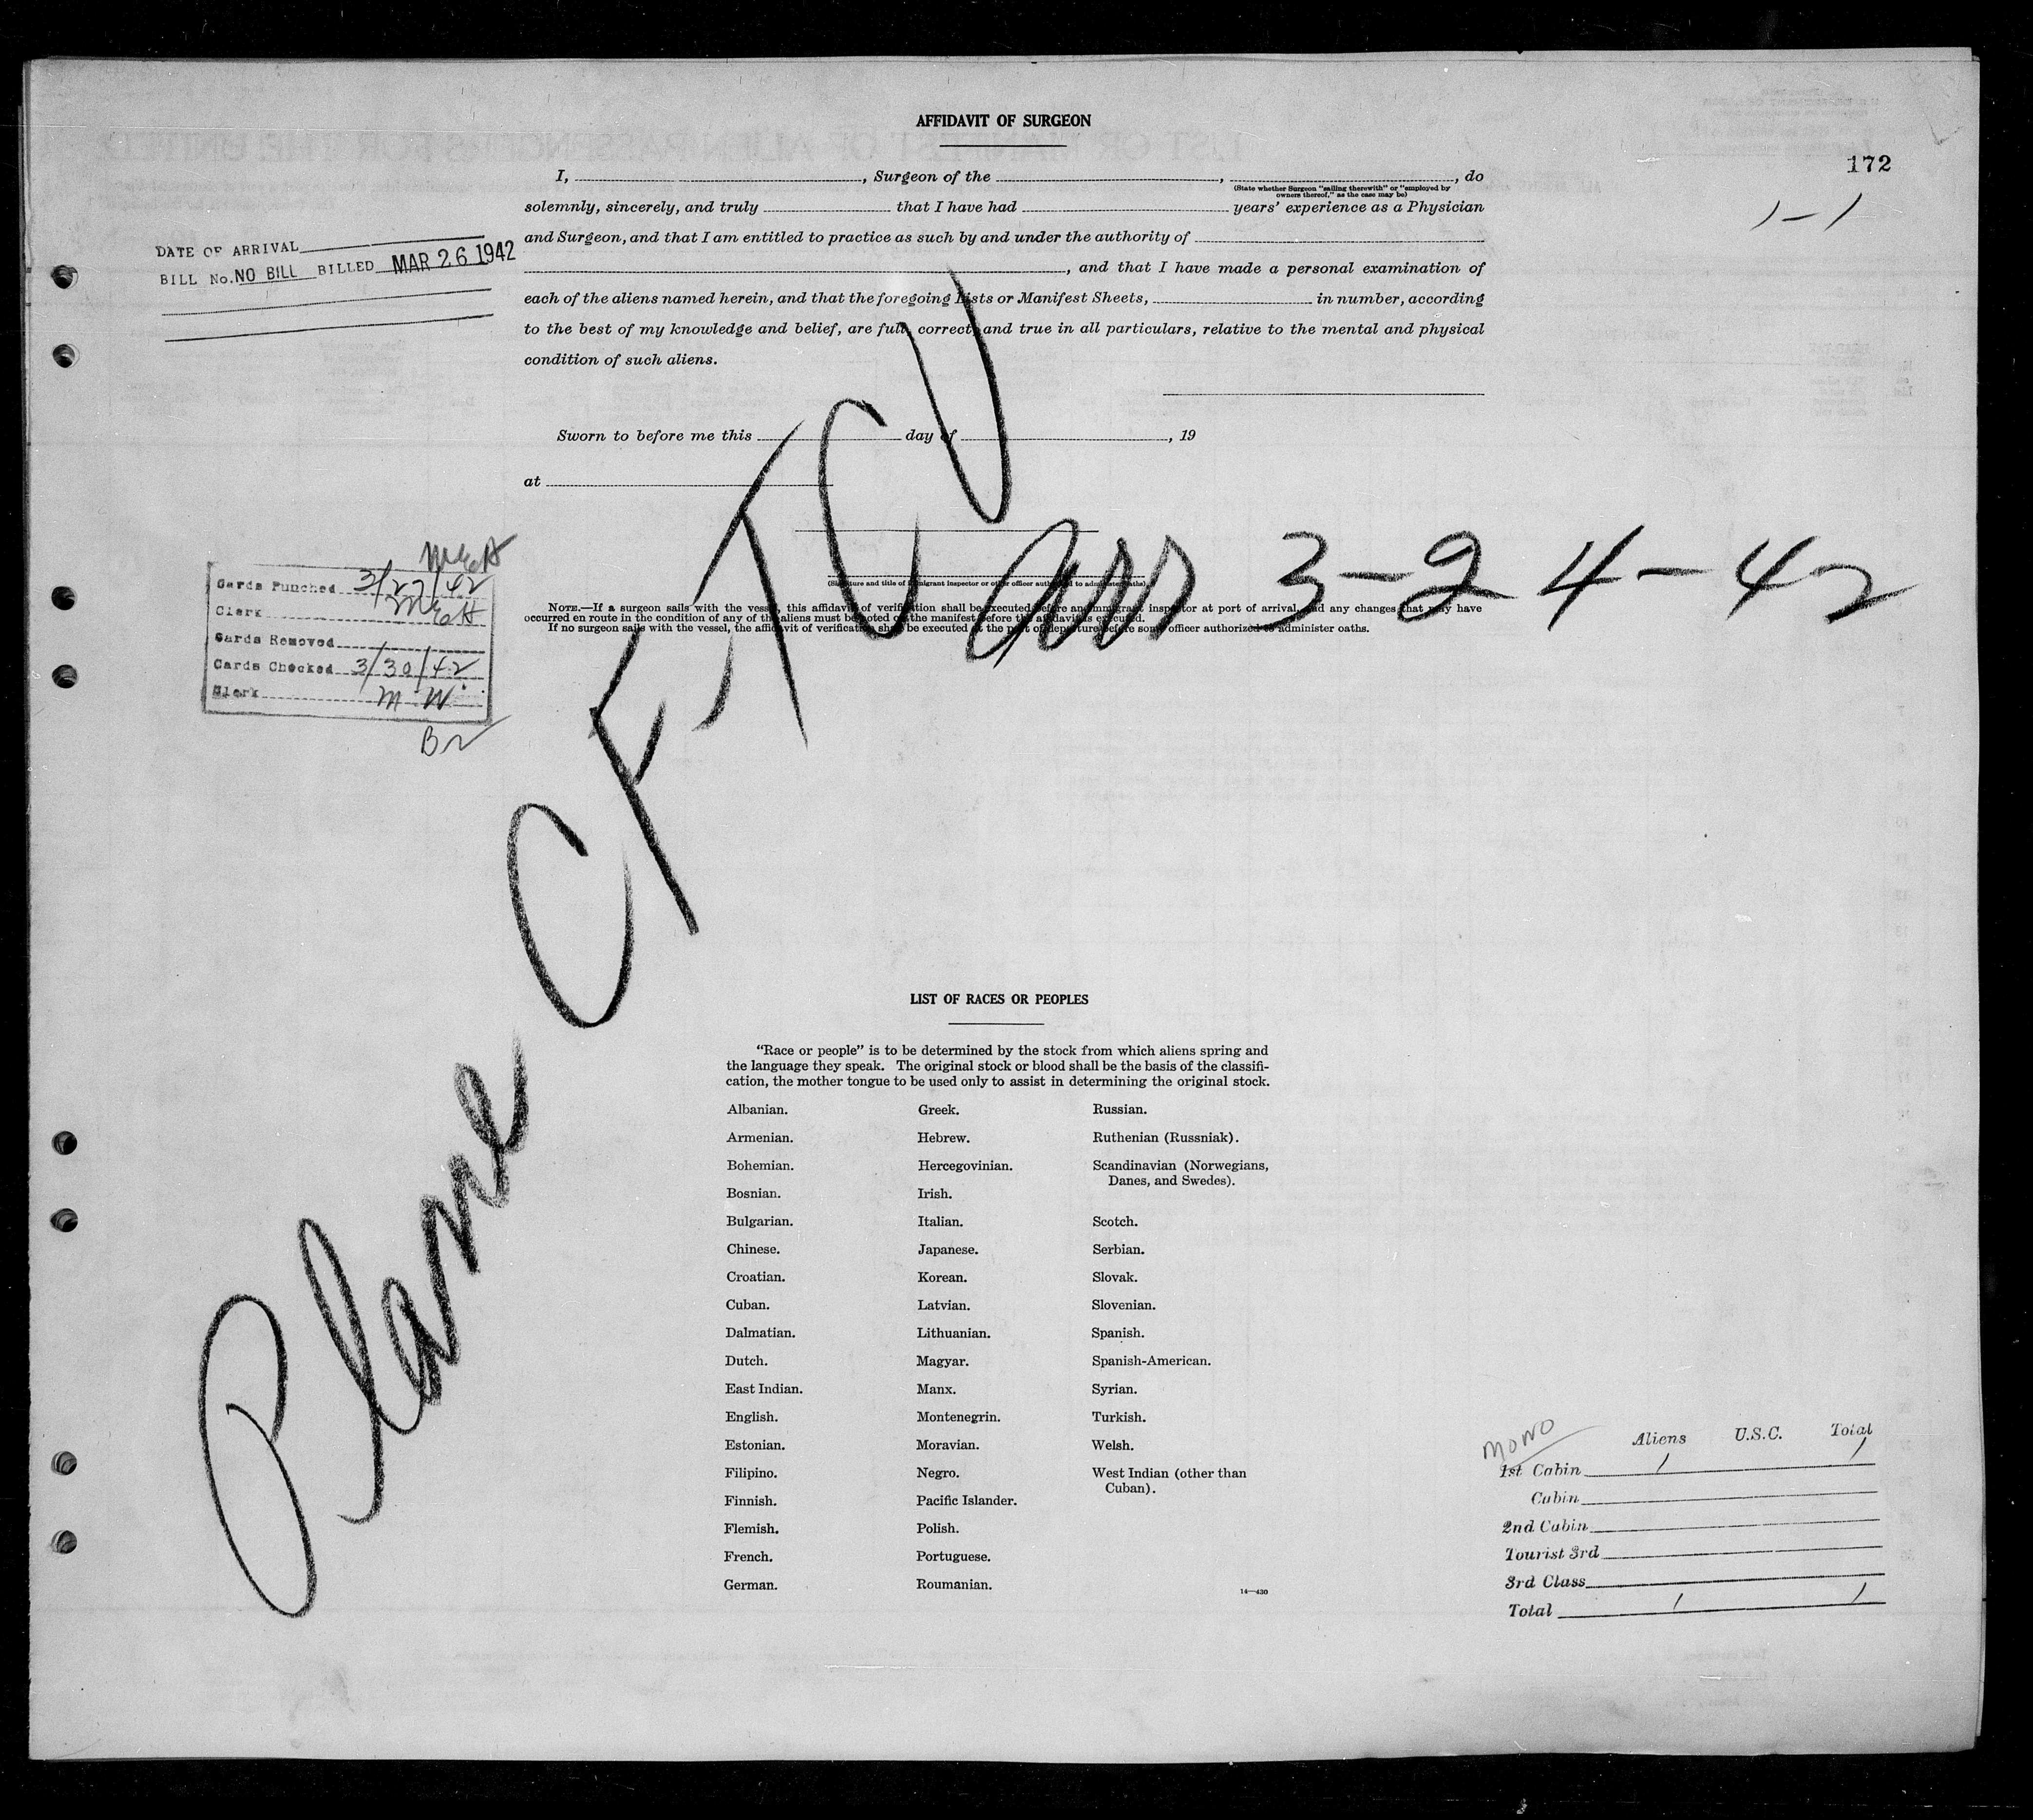 AFFIDAVIT OF SURGEON
172
1-1
I, , Surgeon of the , , do
(State whether Surgeon "sailing therewith" or "employed by
owners thereof," as the case may be)
solemnly, sincerely, and truly that I have had years' experience as a Physician
and Surgeon, and that I am entitled to practice as such by and under the authority of
, and that I have made a personal examination of
each of the aliens named herein, and that the foregoing Lists or Manifest Sheets, in number, according
to the best of my knowledge and belief, are full, correct, and true in all particulars, relative to the mental and physical
condition of such aliens.
DATE OF ARRIVAL
BILL No. NO BILL BILLED MAR 26 1942
Sworn to before me this day of , 19
at
(Signature and title of immigrant inspector or other officer authorized to administer oaths)
NOTE.—If a surgeon sails with the vessel, this affidavit of verification shall be executed before an immigrant inspector at port of arrival, and any changes that may have
occurred en route in the condition of any of the aliens must be noted on the manifest before the affidavit is executed.
If no surgeon sails with the vessel, the affidavit of verification shall be executed at the port of departure before some officer authorized to administer oaths.
Plane CF-TCU
arr 3-24-42
MEH
Cards Punched 3/27/42
Clerk MEH
Cards Removed
Cards Checked 3/30/42
Clerk M.W.
LIST OF RACES OR PEOPLES
"Race or people" is to be determined by the stock from which aliens spring and
the language they speak. The original stock or blood shall be the basis of the classifi-
cation, the mother tongue to be used only to assist in determining the original stock.
Albanian.
Armenian.
Bohemian.
Bosnian.
Bulgarian.
Chinese.
Croatian.
Cuban.
Dalmatian.
Dutch.
East Indian.
English.
Estonian.
Filipino.
Finnish.
Flemish.
French.
German.
Greek.
Hebrew.
Hercegovinian.
Irish.
Italian.
Japanese.
Korean.
Latvian.
Lithuanian.
Magyar.
Manx.
Montenegrin.
Moravian.
Negro.
Pacific Islander.
Polish.
Portuguese.
Roumanian.
Russian.
Ruthenian (Russniak).
Scandinavian (Norwegians,
Danes, and Swedes).
Scotch.
Serbian.
Slovak.
Slovenian.
Spanish.
Spanish-American.
Syrian.
Turkish.
Welsh.
West Indian (other than
Cuban).
14—430
MONO
Aliens U.S.C. Total
1st Cabin 1 1
Cabin
2nd Cabin
Tourist 3rd
3rd Class
Total 1 1